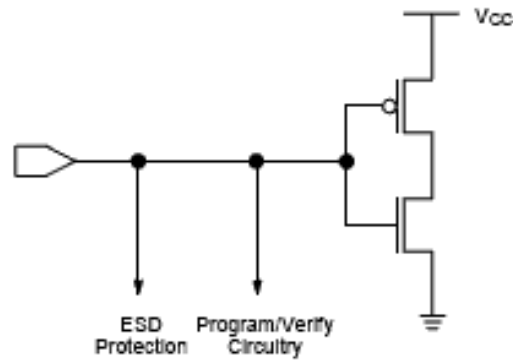 VCC
ESD
Protection
Program/Verify
Circuitry